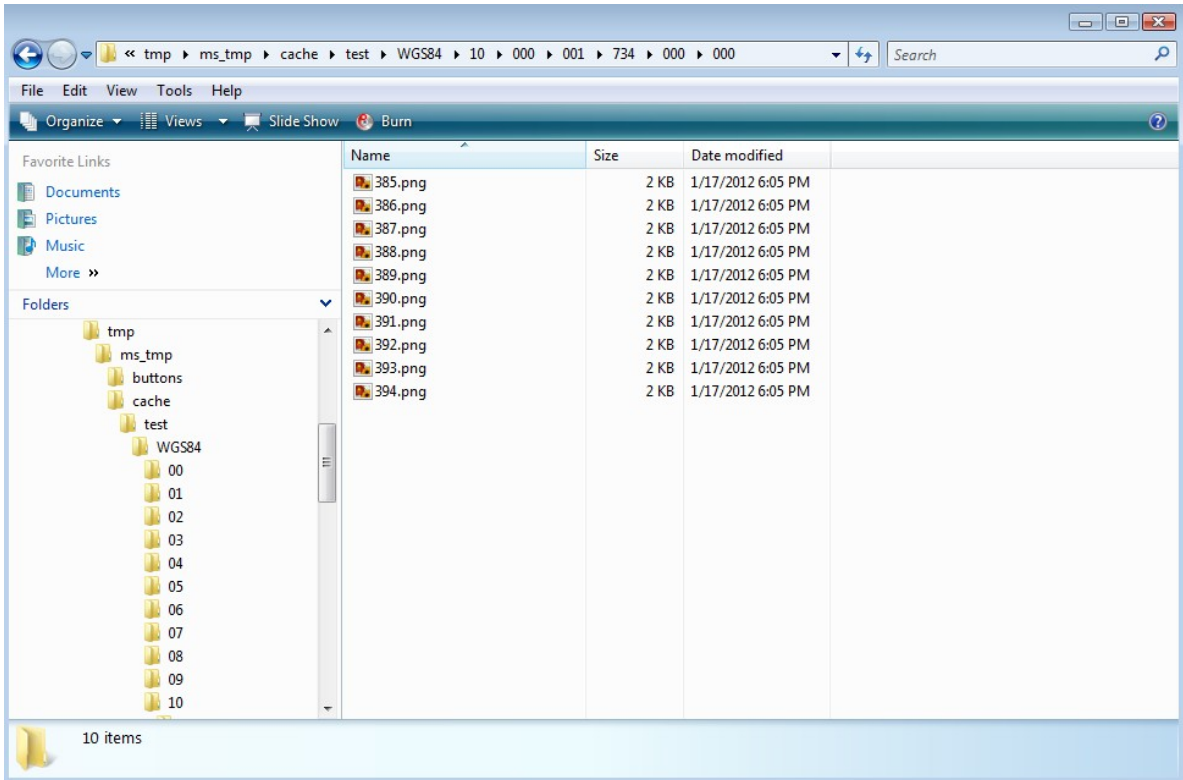 « tmp ▸ ms_tmp ▸ cache ▸ test ▸ WGS84 ▸ 10 ▸ 000 ▸ 001 ▸ 734 ▸ 000 ▸ 000 Search
File Edit View Tools Help
Organize Views Slide Show Burn
Favorite Links
Documents
Pictures
Music
More »
Folders
tmp
ms_tmp
buttons
cache
test
WGS84
00
01
02
03
04
05
06
07
08
09
10
Name Size Date modified
385.png 2 KB 1/17/2012 6:05 PM
386.png 2 KB 1/17/2012 6:05 PM
387.png 2 KB 1/17/2012 6:05 PM
388.png 2 KB 1/17/2012 6:05 PM
389.png 2 KB 1/17/2012 6:05 PM
390.png 2 KB 1/17/2012 6:05 PM
391.png 2 KB 1/17/2012 6:05 PM
392.png 2 KB 1/17/2012 6:05 PM
393.png 2 KB 1/17/2012 6:05 PM
394.png 2 KB 1/17/2012 6:05 PM
10 items